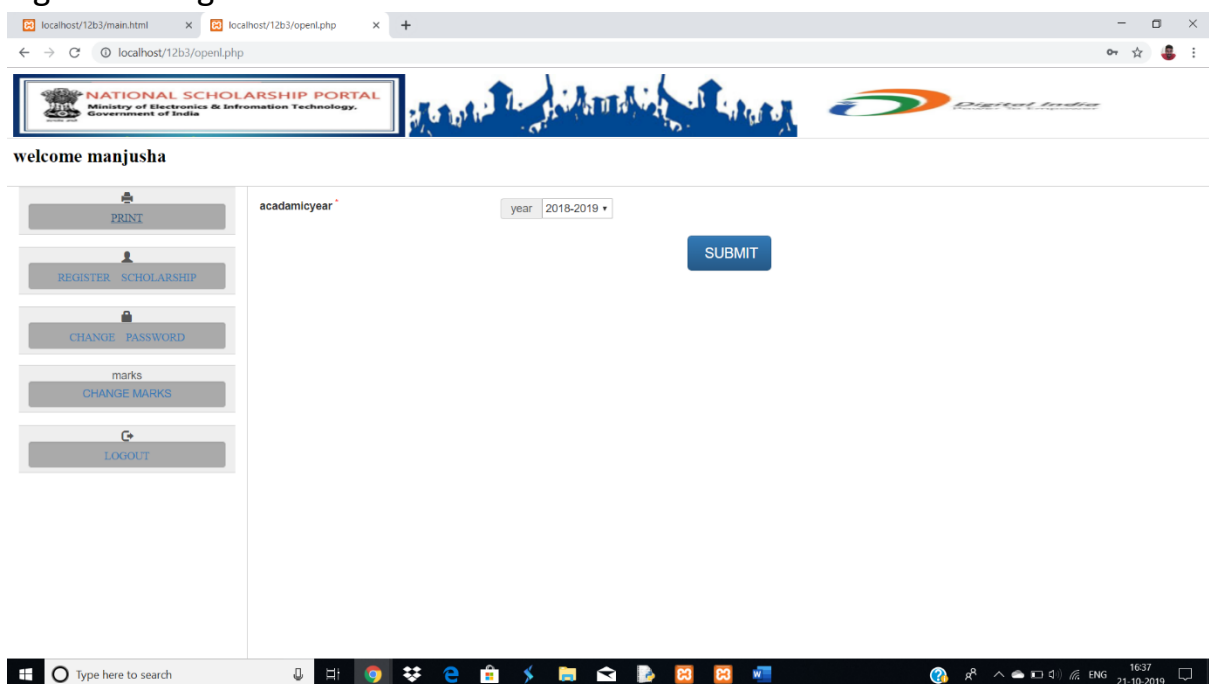 localhost/12b3/main.html
localhost/12b3/openl.php
localhost/12b3/openl.php
NATIONAL SCHOLARSHIP PORTAL
Ministry of Electronics & Infromation Technology.
Government of India
Digital India
welcome manjusha
PRINT
acadamicyear *
year 2018-2019
SUBMIT
REGISTER SCHOLARSHIP
CHANGE PASSWORD
marks
CHANGE MARKS
LOGOUT
Type here to search
ENG
16:37
21-10-2019